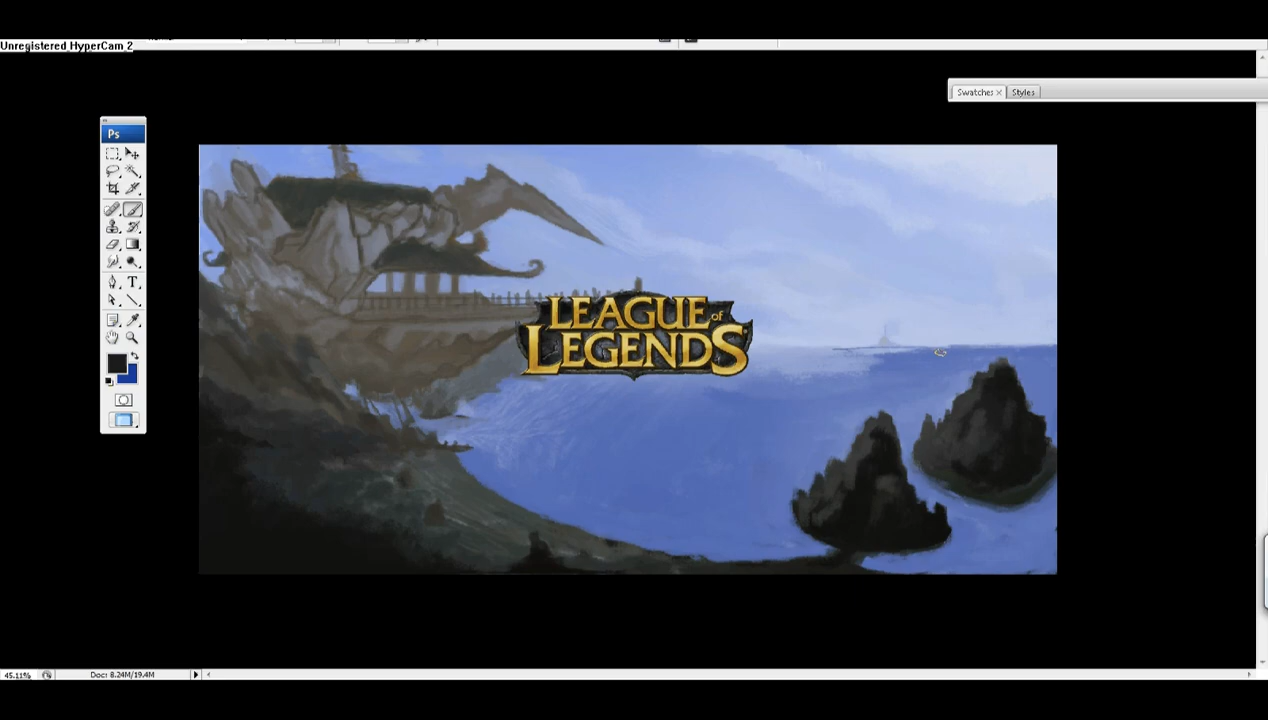 Unregistered HyperCam 2
Swatches
Styles
Ps
T
LEAGUE of
LEGENDS
45.11%
Doc: 8.24M/19.4M